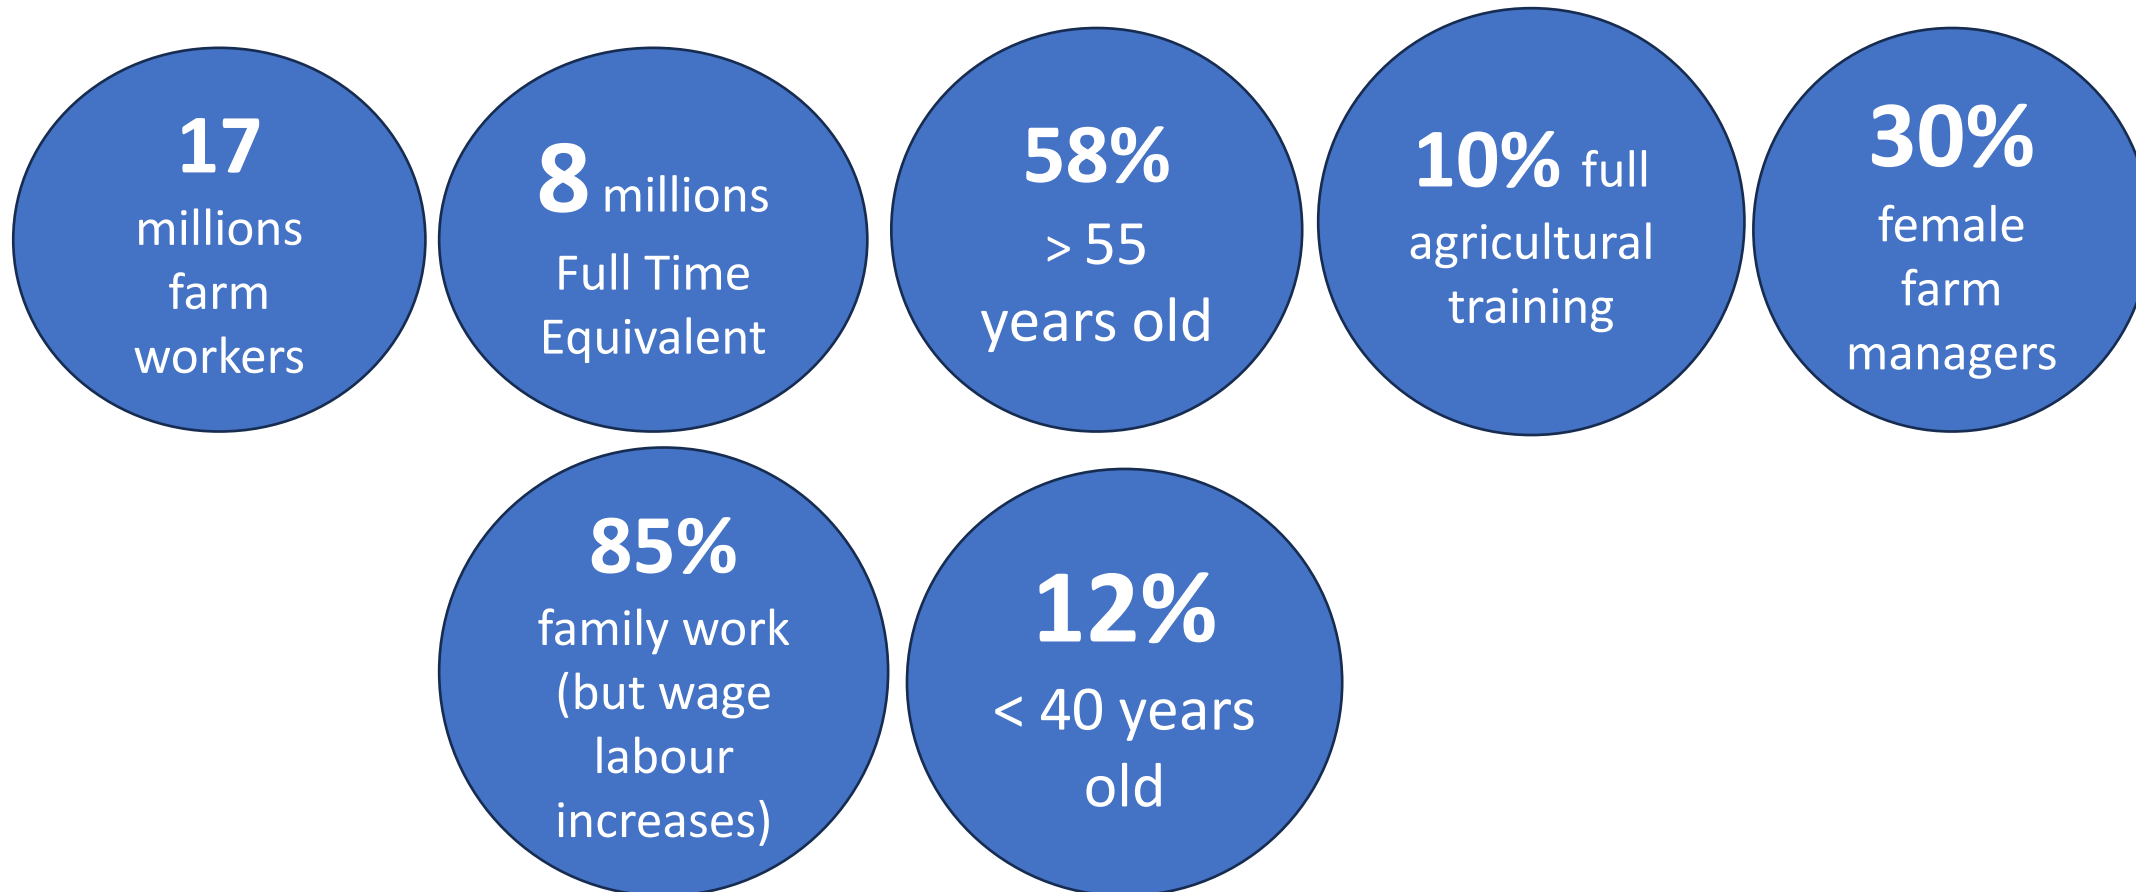 17
millions
farm
workers
8 millions
Full Time
Equivalent
58%
> 55
years old
10% full
agricultural
training
30%
female
farm
managers
85%
family work
(but wage
labour
increases)
12%
< 40 years
old